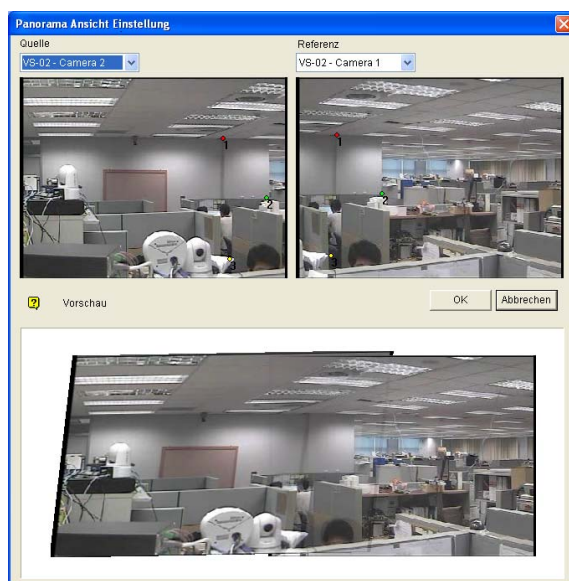 Panorama Ansicht Einstellung
Quelle
Referenz
VS-02 - Camera 2
VS-02 - Camera 1
1
2
3
1
2
3
Vorschau
OK
Abbrechen